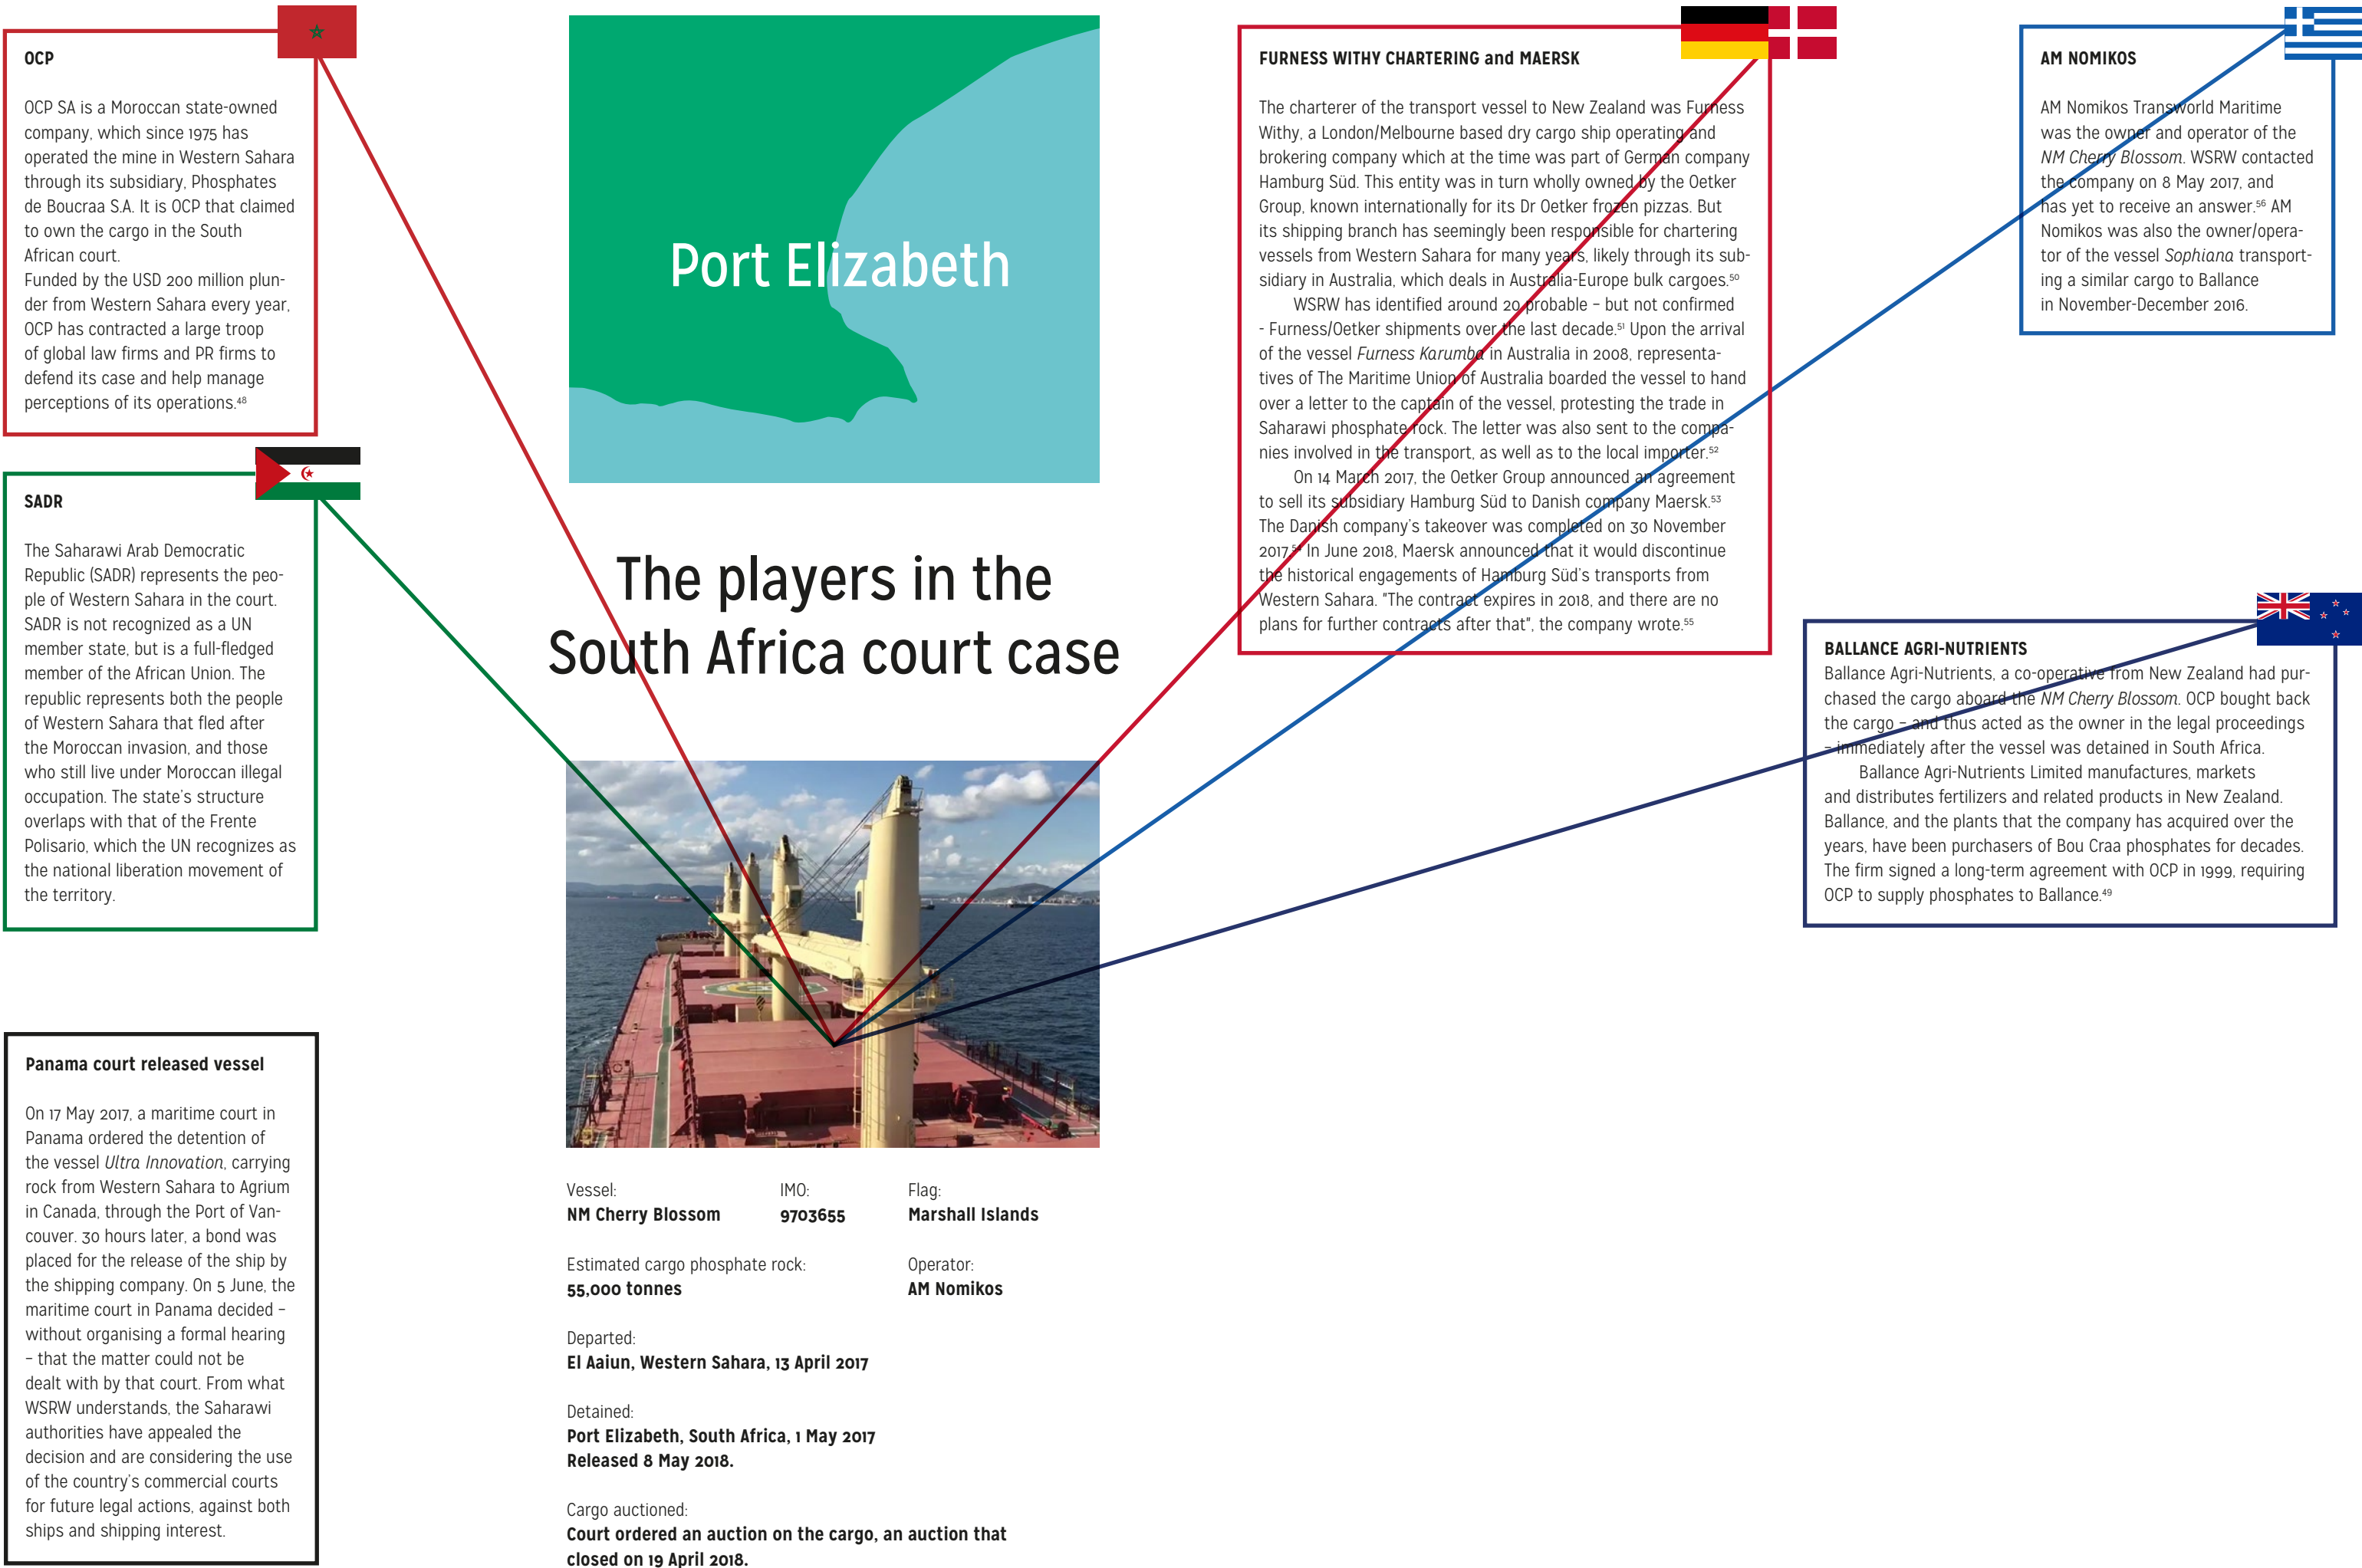 OCP
OCP SA is a Moroccan state-owned
company, which since 1975 has
operated the mine in Western Sahara
through its subsidiary, Phosphates
de Boucraa S.A. It is OCP that claimed
to own the cargo in the South
African court.
Funded by the USD 200 million plun-
der from Western Sahara every year,
OCP has contracted a large troop
of global law firms and PR firms to
defend its case and help manage
perceptions of its operations.48
SADR
The Saharawi Arab Democratic
Republic (SADR) represents the peo-
ple of Western Sahara in the court.
SADR is not recognized as a UN
member state, but is a full-fledged
member of the African Union. The
republic represents both the people
of Western Sahara that fled after
the Moroccan invasion, and those
who still live under Moroccan illegal
occupation. The state's structure
overlaps with that of the Frente
Polisario, which the UN recognizes as
the national liberation movement of
the territory.
Panama court released vessel
On 17 May 2017, a maritime court in
Panama ordered the detention of
the vessel Ultra Innovation, carrying
rock from Western Sahara to Agrium
in Canada, through the Port of Van-
couver. 30 hours later, a bond was
placed for the release of the ship by
the shipping company. On 5 June, the
maritime court in Panama decided –
without organising a formal hearing
– that the matter could not be
dealt with by that court. From what
WSRW understands, the Saharawi
authorities have appealed the
decision and are considering the use
of the country's commercial courts
for future legal actions, against both
ships and shipping interest.
Port Elizabeth
The players in the
South Africa court case
Vessel: IMO: Flag:
NM Cherry Blossom 9703655 Marshall Islands
Estimated cargo phosphate rock: Operator:
55,000 tonnes AM Nomikos
Departed:
El Aaiun, Western Sahara, 13 April 2017
Detained:
Port Elizabeth, South Africa, 1 May 2017
Released 8 May 2018.
Cargo auctioned:
Court ordered an auction on the cargo, an auction that
closed on 19 April 2018.
FURNESS WITHY CHARTERING and MAERSK
The charterer of the transport vessel to New Zealand was Furness
Withy, a London/Melbourne based dry cargo ship operating and
brokering company which at the time was part of German company
Hamburg Süd. This entity was in turn wholly owned by the Oetker
Group, known internationally for its Dr Oetker frozen pizzas. But
its shipping branch has seemingly been responsible for chartering
vessels from Western Sahara for many years, likely through its sub-
sidiary in Australia, which deals in Australia-Europe bulk cargoes.50
WSRW has identified around 20 probable – but not confirmed
- Furness/Oetker shipments over the last decade.51 Upon the arrival
of the vessel Furness Karumba in Australia in 2008, representa-
tives of The Maritime Union of Australia boarded the vessel to hand
over a letter to the captain of the vessel, protesting the trade in
Saharawi phosphate rock. The letter was also sent to the compa-
nies involved in the transport, as well as to the local importer.52
On 14 March 2017, the Oetker Group announced an agreement
to sell its subsidiary Hamburg Süd to Danish company Maersk.53
The Danish company's takeover was completed on 30 November
2017.54 In June 2018, Maersk announced that it would discontinue
the historical engagements of Hamburg Süd's transports from
Western Sahara. "The contract expires in 2018, and there are no
plans for further contracts after that", the company wrote.55
AM NOMIKOS
AM Nomikos Transworld Maritime
was the owner and operator of the
NM Cherry Blossom. WSRW contacted
the company on 8 May 2017, and
has yet to receive an answer.56 AM
Nomikos was also the owner/opera-
tor of the vessel Sophiana transport-
ing a similar cargo to Ballance
in November-December 2016.
BALLANCE AGRI-NUTRIENTS
Ballance Agri-Nutrients, a co-operative from New Zealand had pur-
chased the cargo aboard the NM Cherry Blossom. OCP bought back
the cargo – and thus acted as the owner in the legal proceedings
– immediately after the vessel was detained in South Africa.
Ballance Agri-Nutrients Limited manufactures, markets
and distributes fertilizers and related products in New Zealand.
Ballance, and the plants that the company has acquired over the
years, have been purchasers of Bou Craa phosphates for decades.
The firm signed a long-term agreement with OCP in 1999, requiring
OCP to supply phosphates to Ballance.49